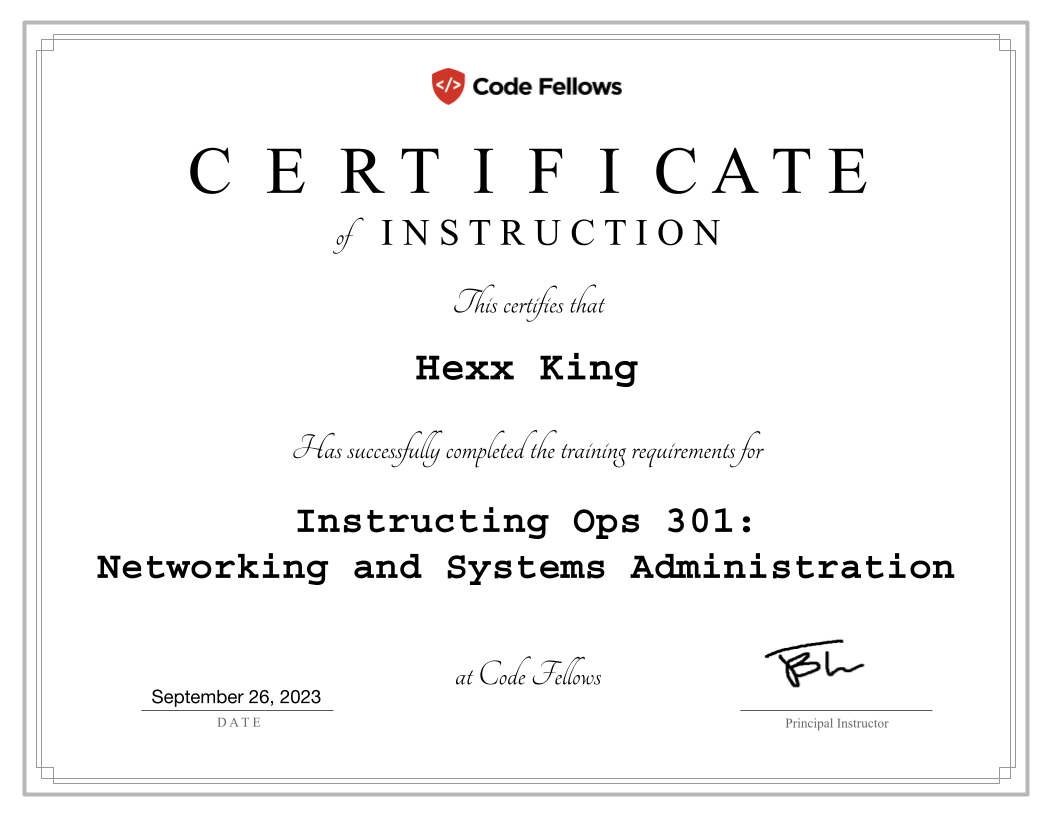 </> Code Fellows
CERTIFICATE
of INSTRUCTION
This certifies that
Hexx King
Has successfully completed the training requirements for
Instructing Ops 301:
Networking and Systems Administration
at Code Fellows
September 26, 2023
DATE
Principal Instructor